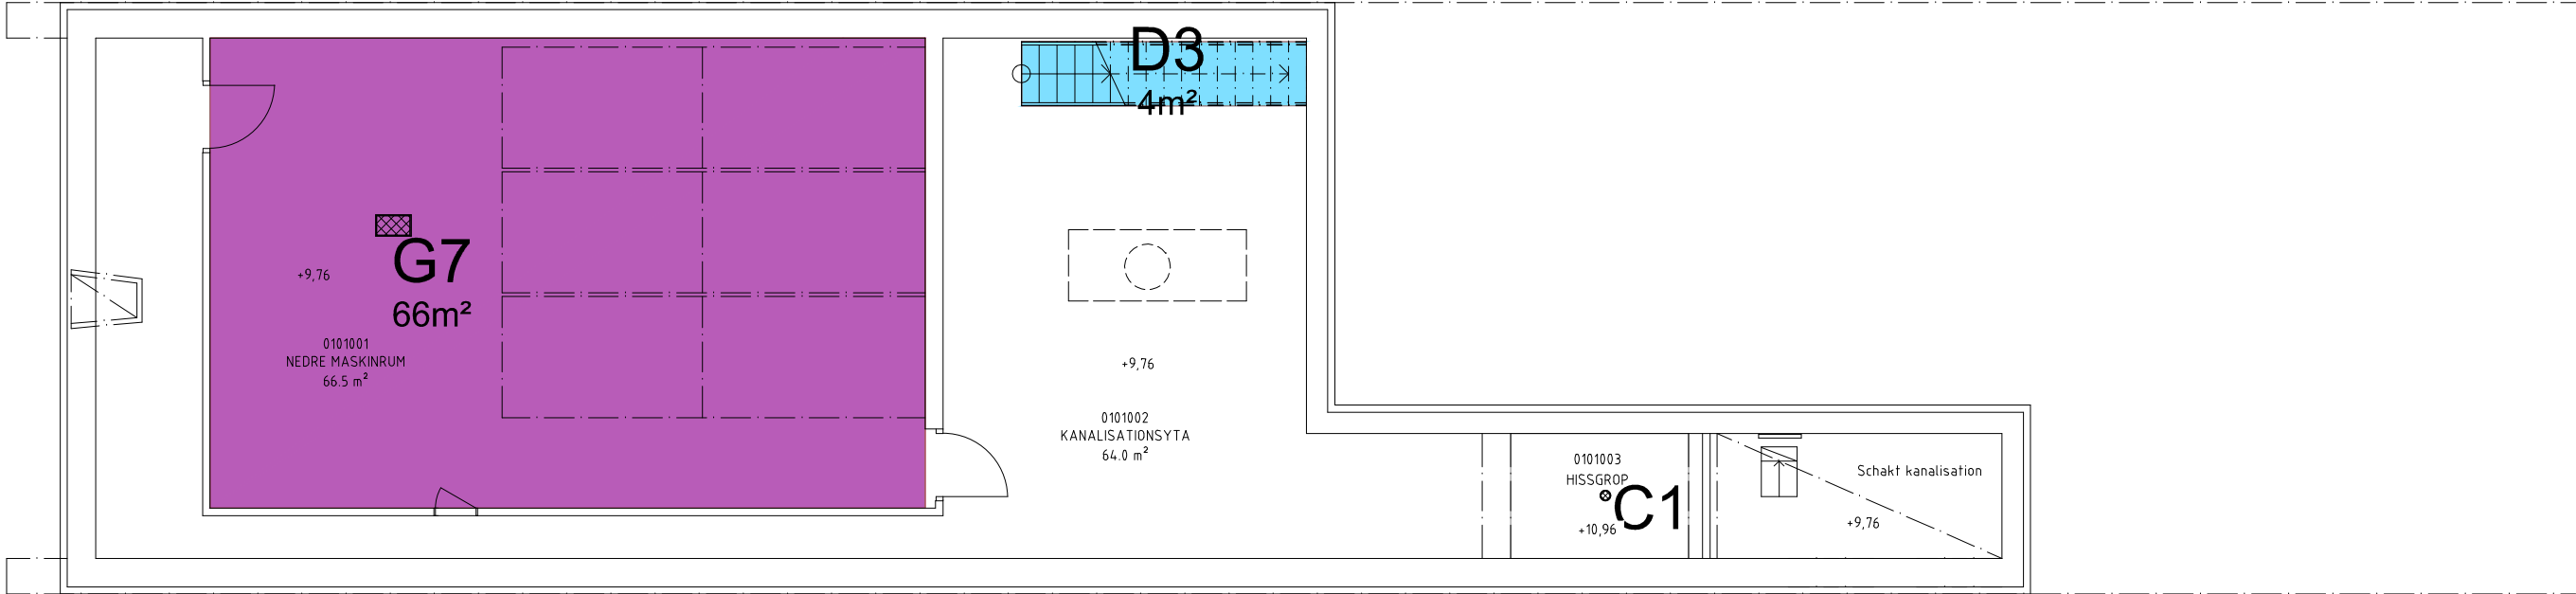 D3
4m²
G7
66m²
+9,76
0101001
NEDRE MASKINRUM
66.5 m²
+9,76
0101002
KANALISATIONSYTA
64.0 m²
0101003
HISSGROP
C1
+10,96
Schakt kanalisation
+9,76